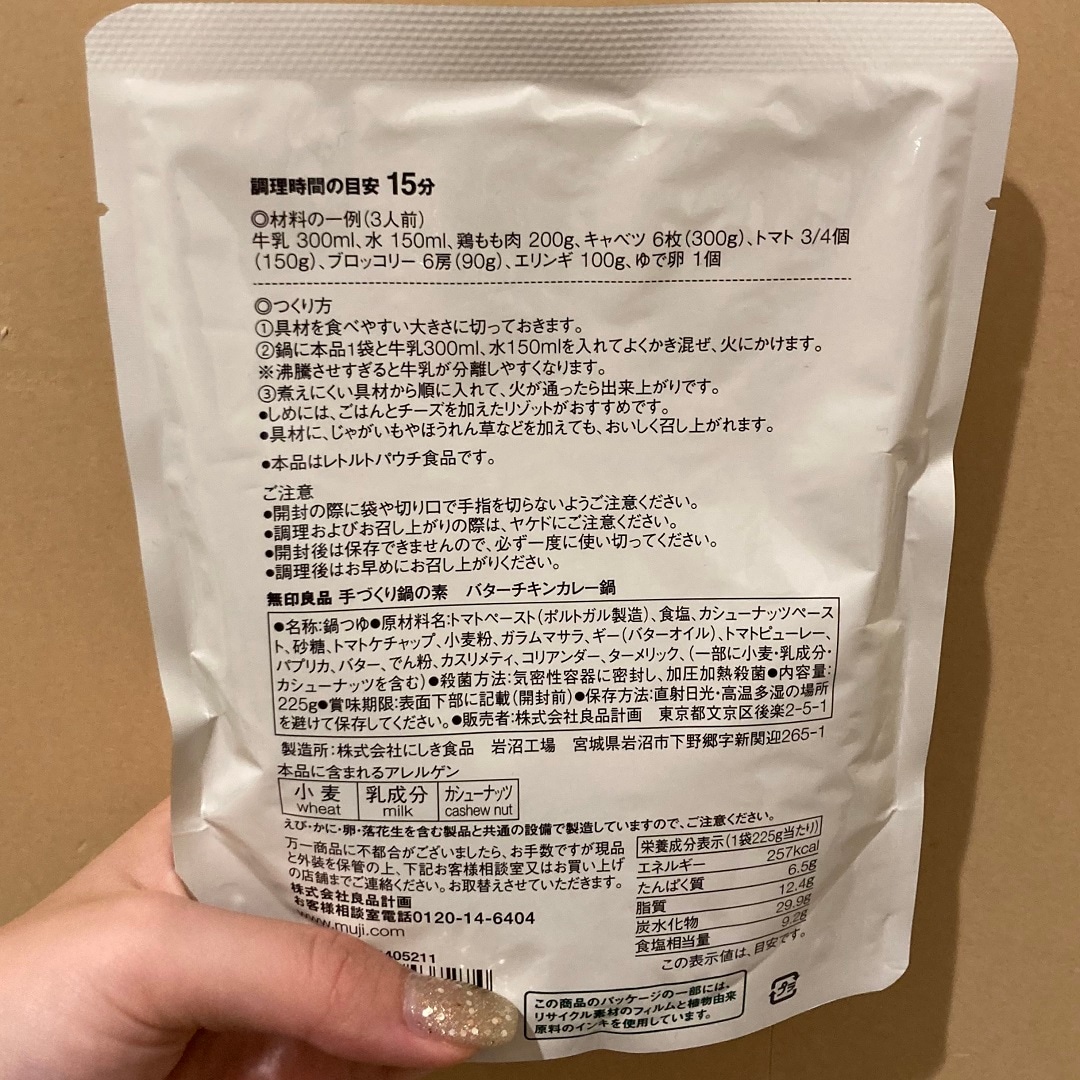 調理時間の目安 15分
◎材料の一例(3人前)
牛乳 300ml、水 150ml、鶏もも肉 200g、キャベツ 6枚(300g)、トマト 3/4個
(150g)、ブロッコリー 6房(90g)、エリンギ 100g、ゆで卵 1個
◎つくり方
①具材を食べやすい大きさに切っておきます。
②鍋に本品1袋と牛乳300ml、水150mlを入れてよくかき混ぜ、火にかけます。
※沸騰させすぎると牛乳が分離しやすくなります。
③煮えにくい具材から順に入れて、火が通ったら出来上がりです。
●しめには、ごはんとチーズを加えたリゾットがおすすめです。
●具材に、じゃがいもやほうれん草などを加えても、おいしく召し上がれます。
●本品はレトルトパウチ食品です。
ご注意
●開封の際に袋や切り口で手指を切らないようご注意ください。
●調理およびお召し上がりの際は、ヤケドにご注意ください。
●開封後は保存できませんので、必ず一度に使い切ってください。
●調理後はお早めにお召し上がりください。
無印良品 手づくり鍋の素 バターチキンカレー鍋
●名称:鍋つゆ●原材料名:トマトペースト(ポルトガル製造)、食塩、カシューナッツペース
ト、砂糖、トマトケチャップ、小麦粉、ガラムマサラ、ギー(バターオイル)、トマトピューレー、
パプリカ、バター、でん粉、カスリメティ、コリアンダー、ターメリック、(一部に小麦・乳成分・
カシューナッツを含む)●殺菌方法:気密性容器に密封し、加圧加熱殺菌●内容量:
225g●賞味期限:表面下部に記載(開封前)●保存方法:直射日光・高温多湿の場所
を避けて保存してください。●販売者:株式会社良品計画 東京都文京区後楽2-5-1
製造所:株式会社にしき食品 岩沼工場 宮城県岩沼市下野郷字新関迎265-1
本品に含まれるアレルゲン
小麦 乳成分 カシューナッツ
wheat milk cashew nut
えび・かに・卵・落花生を含む製品と共通の設備で製造していますので、ご注意ください。
万一商品に不都合がございましたら、お手数ですが現品
と外装を保管の上、下記お客様相談室又はお買い上げ
の店舗までご連絡ください。お取替えさせていただきます。
株式会社良品計画
お客様相談室電話0120-14-6404
www.muji.com
405211
栄養成分表示(1袋225g当たり)
エネルギー 257kcal
たんぱく質 6.5g
脂質 12.4g
炭水化物 29.9g
食塩相当量 9.2g
この表示値は、目安です。
この商品のパッケージの一部には、
リサイクル素材のフィルムと植物由来
原料のインキを使用しています。
プラ